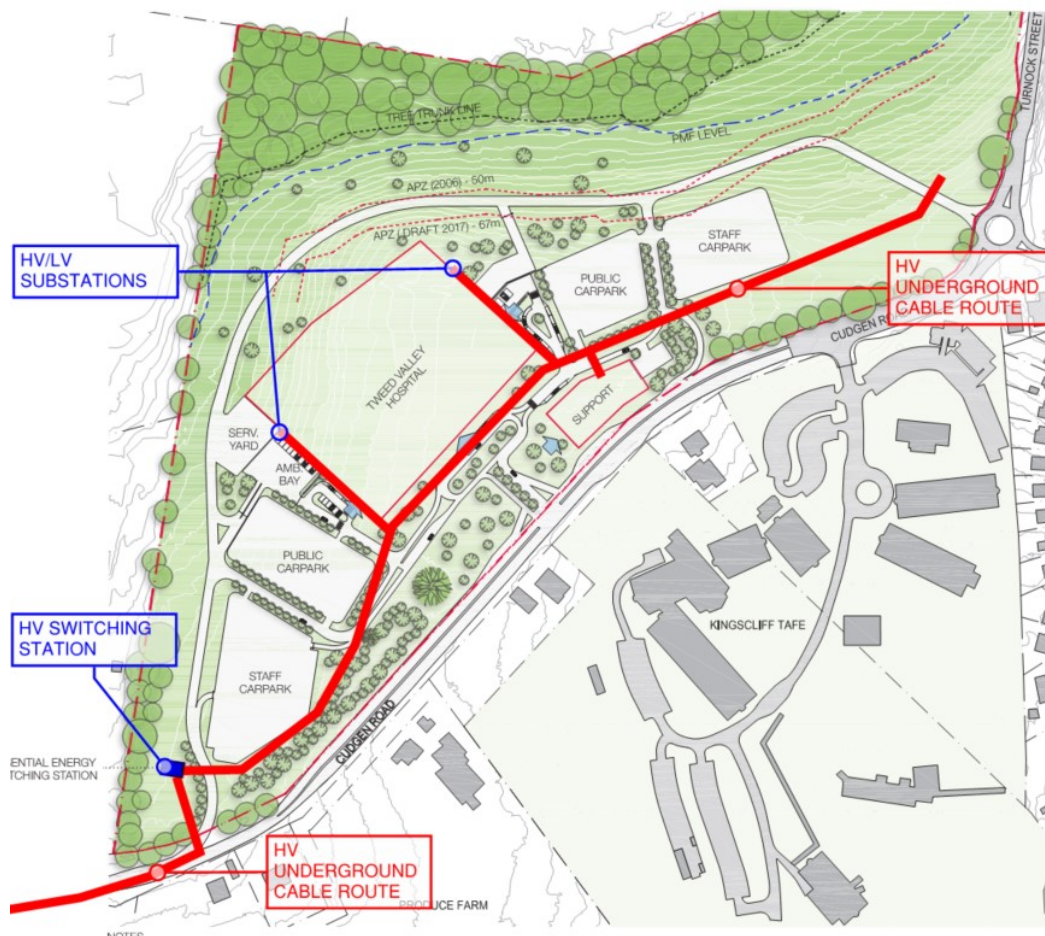 TREE TRUNK LINE
TURNOCK STREET
PMF LEVEL
APZ (2006) - 50m
APZ (DRAFT 2017) - 67m
HV/LV
SUBSTATIONS
STAFF
CARPARK
PUBLIC
CARPARK
HV
UNDERGROUND
CABLE ROUTE
CUDGEN
TWEED VALLEY
HOSPITAL
SUPPORT
SERV.
YARD
AMB.
BAY
PUBLIC
CARPARK
HV SWITCHING
STATION
KINGSCLIFF TAFE
STAFF
CARPARK
CUDGEN ROAD
ENTIAL ENERGY
TCHING STATION
HV
UNDERGROUND
CABLE ROUTE
PRODUCE FARM